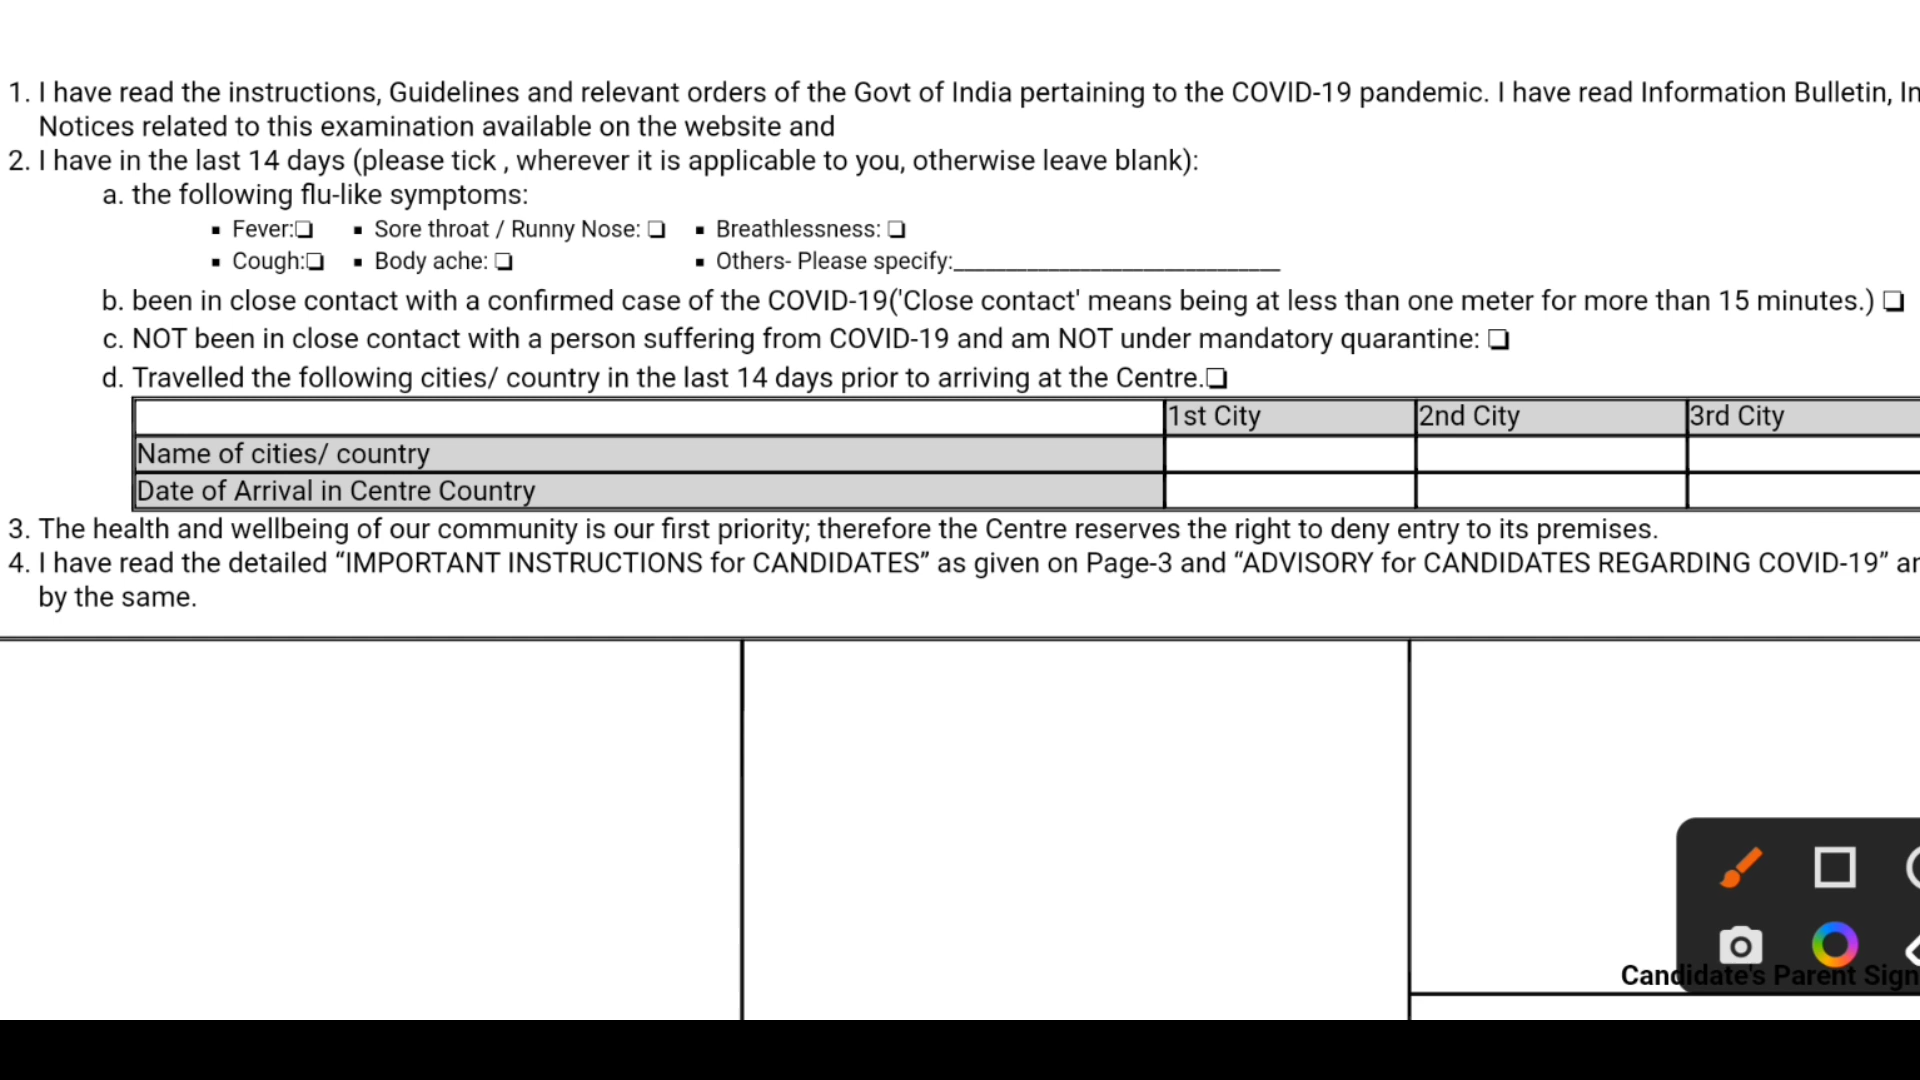 1. I have read the instructions, Guidelines and relevant orders of the Govt of India pertaining to the COVID-19 pandemic. I have read Information Bulletin, In
Notices related to this examination available on the website and
2. I have in the last 14 days (please tick , wherever it is applicable to you, otherwise leave blank):
a. the following flu-like symptoms:
▪ Fever:❏ ▪ Sore throat / Runny Nose: ❏ ▪ Breathlessness: ❏
▪ Cough:❏ ▪ Body ache: ❏ ▪ Others- Please specify:______________________________
b. been in close contact with a confirmed case of the COVID-19('Close contact' means being at less than one meter for more than 15 minutes.) ❏
c. NOT been in close contact with a person suffering from COVID-19 and am NOT under mandatory quarantine: ❏
d. Travelled the following cities/ country in the last 14 days prior to arriving at the Centre.❏
1st City 2nd City 3rd City
Name of cities/ country
Date of Arrival in Centre Country
3. The health and wellbeing of our community is our first priority; therefore the Centre reserves the right to deny entry to its premises.
4. I have read the detailed “IMPORTANT INSTRUCTIONS for CANDIDATES” as given on Page-3 and “ADVISORY for CANDIDATES REGARDING COVID-19” ar
by the same.
Candidate's Parent Sign